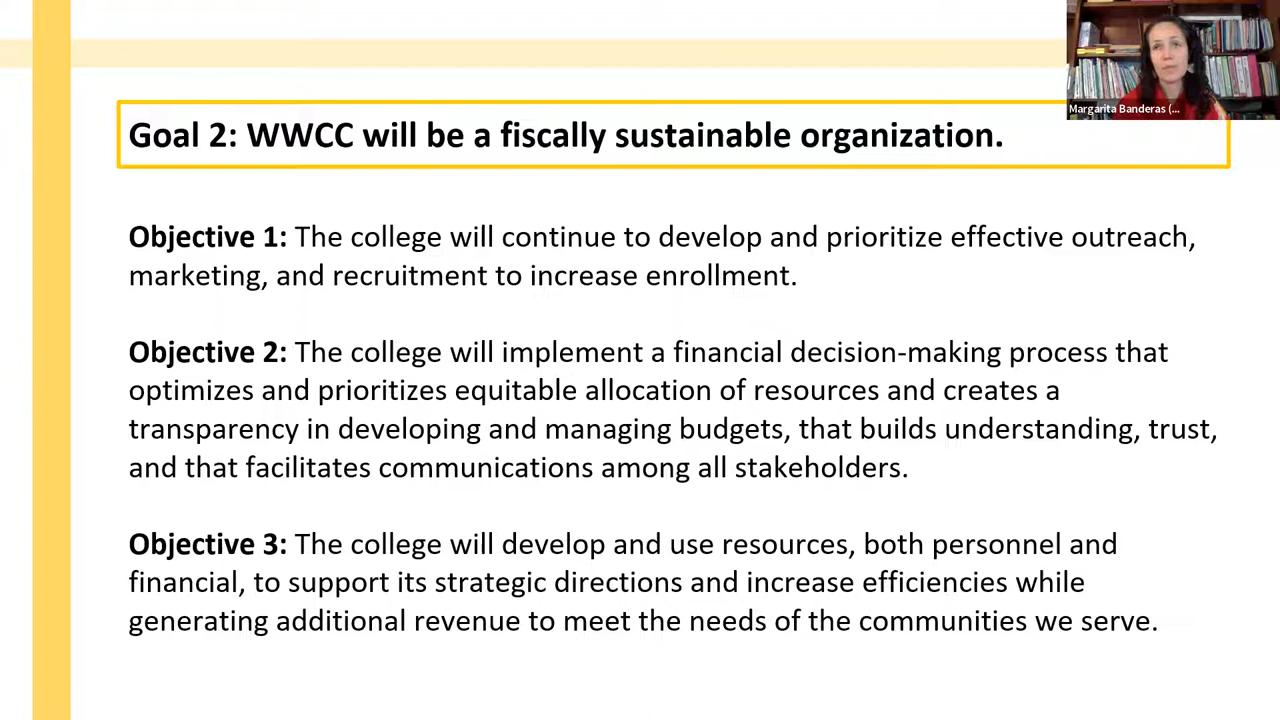 Margarita Banderas (...
Goal 2: WWCC will be a fiscally sustainable organization.
Objective 1: The college will continue to develop and prioritize effective outreach,
marketing, and recruitment to increase enrollment.
Objective 2: The college will implement a financial decision-making process that
optimizes and prioritizes equitable allocation of resources and creates a
transparency in developing and managing budgets, that builds understanding, trust,
and that facilitates communications among all stakeholders.
Objective 3: The college will develop and use resources, both personnel and
financial, to support its strategic directions and increase efficiencies while
generating additional revenue to meet the needs of the communities we serve.